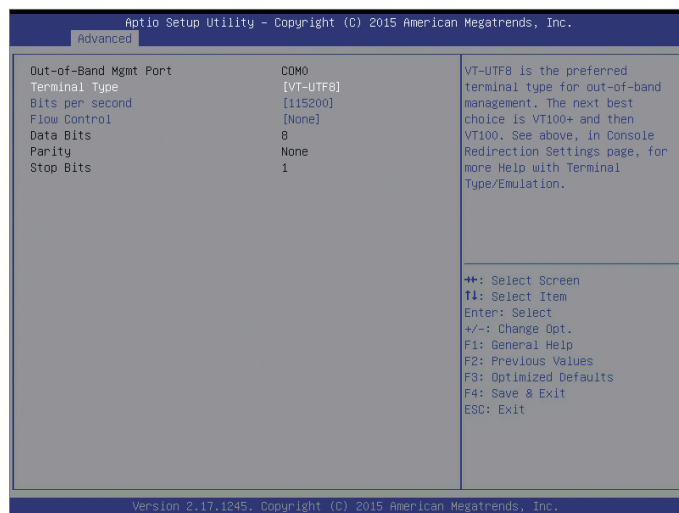 Aptio Setup Utility – Copyright (C) 2015 American Megatrends, Inc.
Advanced
Out-of-Band Mgmt Port COM0
Terminal Type [VT-UTF8]
Bits per second [115200]
Flow Control [None]
Data Bits 8
Parity None
Stop Bits 1
VT-UTF8 is the preferred
terminal type for out-of-band
management. The next best
choice is VT100+ and then
VT100. See above, in Console
Redirection Settings page, for
more Help with Terminal
Type/Emulation.
→←: Select Screen
↑↓: Select Item
Enter: Select
+/-: Change Opt.
F1: General Help
F2: Previous Values
F3: Optimized Defaults
F4: Save & Exit
ESC: Exit
Version 2.17.1245. Copyright (C) 2015 American Megatrends, Inc.